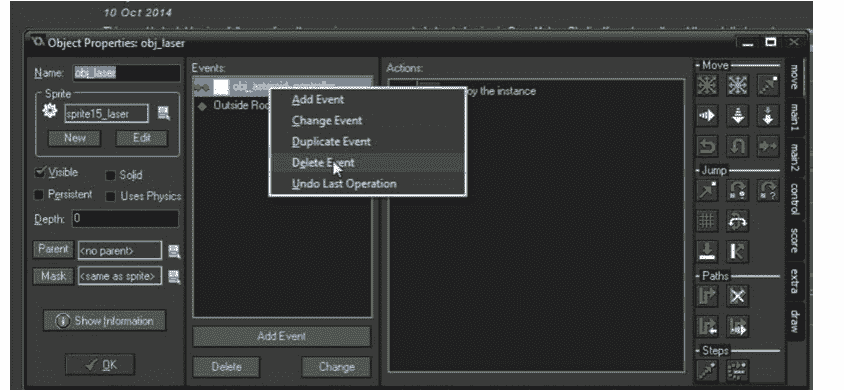 10 Oct 2014
Object Properties: obj_laser
Name: obj_laser
Sprite
sprite15_laser
New Edit
Visible Solid
Persistent Uses Physics
Depth: 0
Parent <no parent>
Mask <same as sprite>
Show Information
OK
Events:
Outside
Add Event
Change Event
Duplicate Event
Delete Event
Undo Last Operation
Add Event
Delete Change
Actions:
the instance
Move
Jump
Paths
Steps
move
main1
main2
control
score
extra
draw